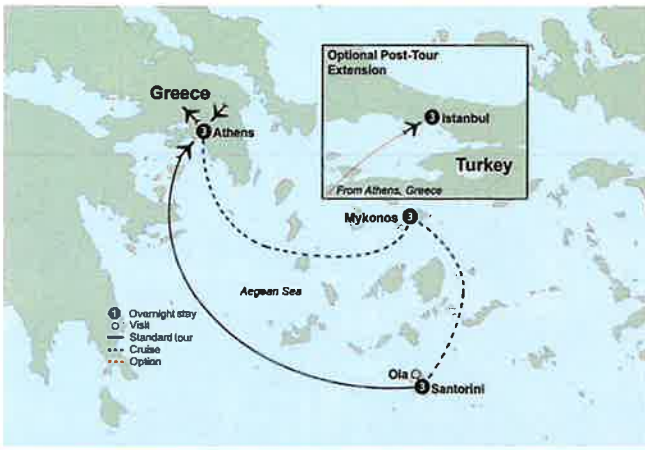 Optional Post-Tour
Extension
3 Istanbul
Turkey
From Athens, Greece
Greece
3 Athens
Mykonos 3
Aegean Sea
1 Overnight stay
Visit
Standard tour
Cruise
Option
Oia
3 Santorini